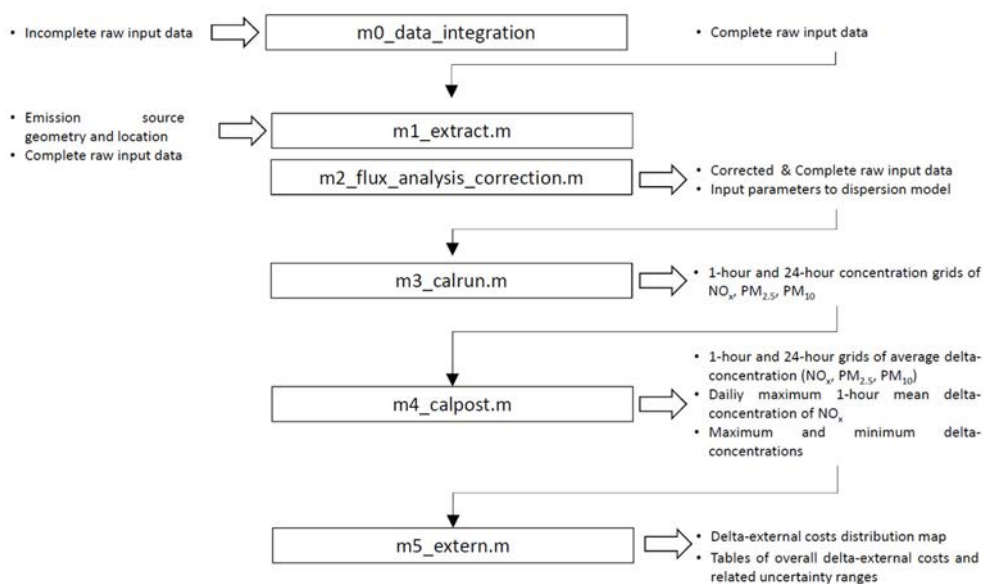 • Incomplete raw input data
m0_data_integration
• Complete raw input data
• Emission source
geometry and location
• Complete raw input data
m1_extract.m
m2_flux_analysis_correction.m
• Corrected & Complete raw input data
• Input parameters to dispersion model
m3_calrun.m
• 1-hour and 24-hour concentration grids of
NOx, PM2.5, PM10
m4_calpost.m
• 1-hour and 24-hour grids of average delta-
concentration (NOx, PM2.5, PM10)
• Dailiy maximum 1-hour mean delta-
concentration of NOx
• Maximum and minimum delta-
concentrations
m5_extern.m
• Delta-external costs distribution map
• Tables of overall delta-external costs and
related uncertainty ranges